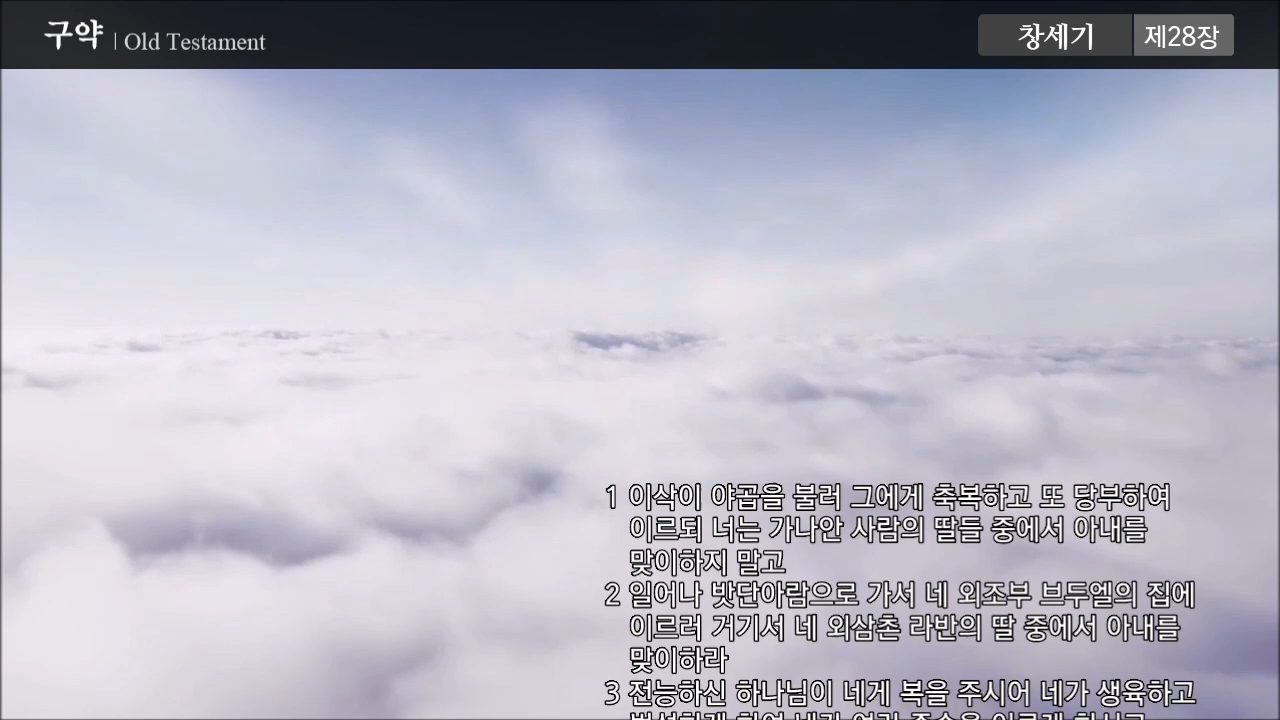 구약 | Old Testament
창세기 제28장
1 이삭이 야곱을 불러 그에게 축복하고 또 당부하여
이르되 너는 가나안 사람의 딸들 중에서 아내를
맞이하지 말고
2 일어나 밧단아람으로 가서 네 외조부 브두엘의 집에
이르러 거기서 네 외삼촌 라반의 딸 중에서 아내를
맞이하라
3 전능하신 하나님이 네게 복을 주시어 네가 생육하고